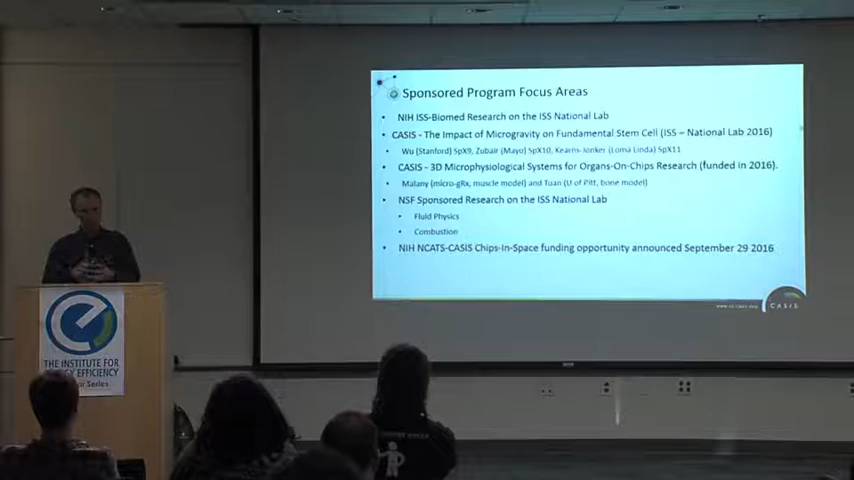 Sponsored Program Focus Areas
NIH ISS-Biomed Research on the ISS National Lab
CASIS - The Impact of Microgravity on Fundamental Stem Cell (ISS – National Lab 2016)
Wu (Stanford) SpX9, Zubair (Mayo) SpX10, Kearns-Jonker (Loma Linda) SpX11
CASIS - 3D Microphysiological Systems for Organs-On-Chips Research (funded in 2016).
Malany (micro-gRx, muscle model) and Tuan (U of Pitt, bone model)
NSF Sponsored Research on the ISS National Lab
Fluid Physics
Combustion
NIH NCATS-CASIS Chips-In-Space funding opportunity announced September 29 2016
CASIS
THE INSTITUTE FOR
EFFICIENCY
Series